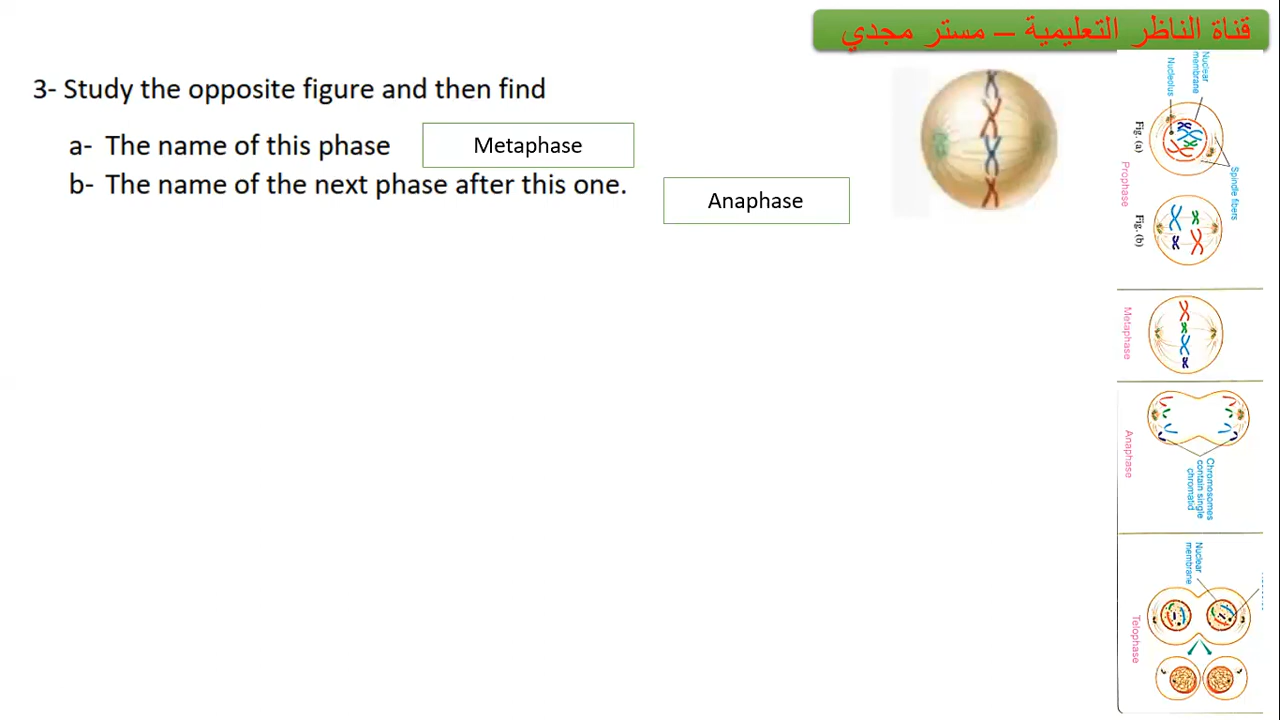 قناة الناظر التعليمية – مستر مجدي
3- Study the opposite figure and then find
a- The name of this phase
Metaphase
b- The name of the next phase after this one.
Anaphase
Nuclear
membrane
Nucleolus
Fig. (a)
Spindle fibers
Prophase
Fig. (b)
Metaphase
Anaphase
Chromosomes
contain single
chromatid
Nuclear
membrane
Telophase